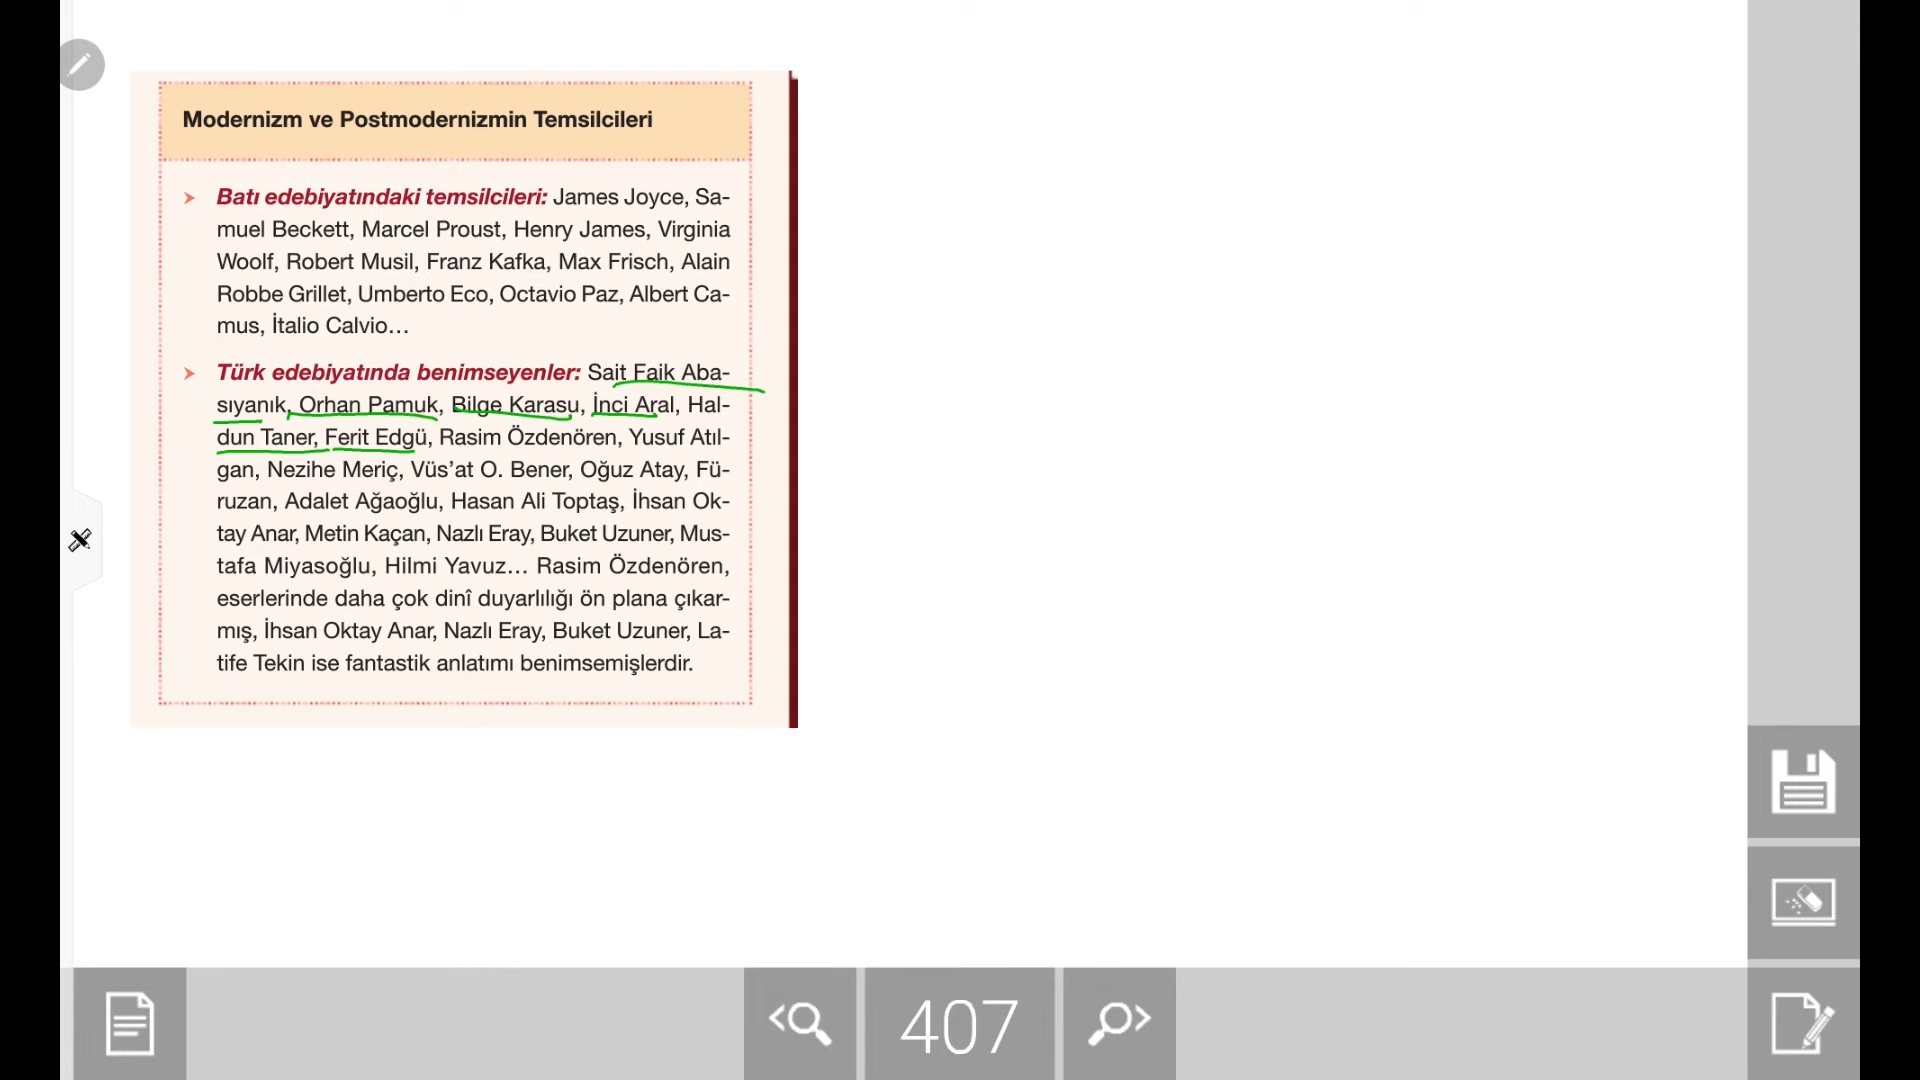 Modernizm ve Postmodernizmin Temsilcileri
Batı edebiyatındaki temsilcileri: James Joyce, Sa-
muel Beckett, Marcel Proust, Henry James, Virginia
Woolf, Robert Musil, Franz Kafka, Max Frisch, Alain
Robbe Grillet, Umberto Eco, Octavio Paz, Albert Ca-
mus, İtalio Calvio...
Türk edebiyatında benimseyenler: Sait Faik Aba-
sıyanık, Orhan Pamuk, Bilge Karasu, İnci Aral, Hal-
dun Taner, Ferit Edgü, Rasim Özdenören, Yusuf Atıl-
gan, Nezihe Meriç, Vüs’at O. Bener, Oğuz Atay, Fü-
ruzan, Adalet Ağaoğlu, Hasan Ali Toptaş, İhsan Ok-
tay Anar, Metin Kaçan, Nazlı Eray, Buket Uzuner, Mus-
tafa Miyasoğlu, Hilmi Yavuz... Rasim Özdenören,
eserlerinde daha çok dinî duyarlılığı ön plana çıkar-
mış, İhsan Oktay Anar, Nazlı Eray, Buket Uzuner, La-
tife Tekin ise fantastik anlatımı benimsemişlerdir.
407